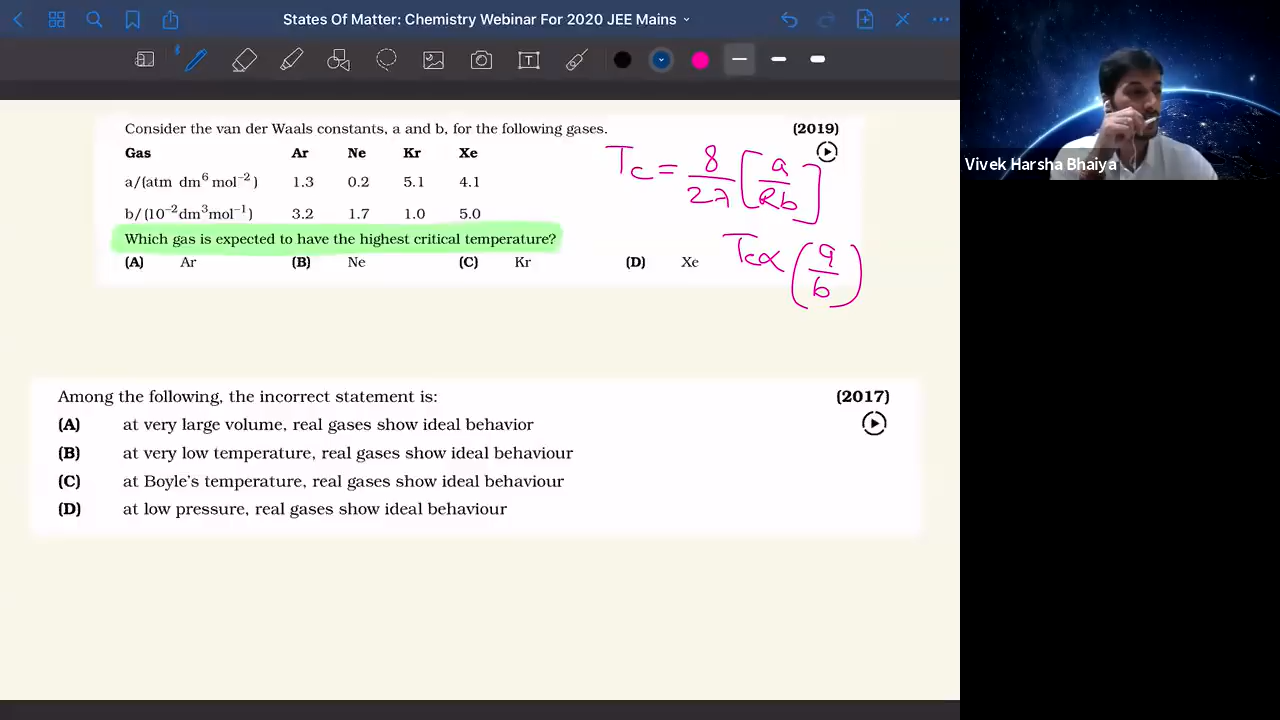 States Of Matter: Chemistry Webinar For 2020 JEE Mains
T
Consider the van der Waals constants, a and b, for the following gases. (2019)
Gas Ar Ne Kr Xe
a/(atm dm⁶ mol⁻²) 1.3 0.2 5.1 4.1
b/(10⁻² dm³ mol⁻¹) 3.2 1.7 1.0 5.0
Which gas is expected to have the highest critical temperature?
(A) Ar (B) Ne (C) Kr (D) Xe
Tc = 8/27 [a/Rb]
Tc ∝ (a/b)
Vivek Harsha Bhaiya
Among the following, the incorrect statement is: (2017)
(A) at very large volume, real gases show ideal behavior
(B) at very low temperature, real gases show ideal behaviour
(C) at Boyle's temperature, real gases show ideal behaviour
(D) at low pressure, real gases show ideal behaviour